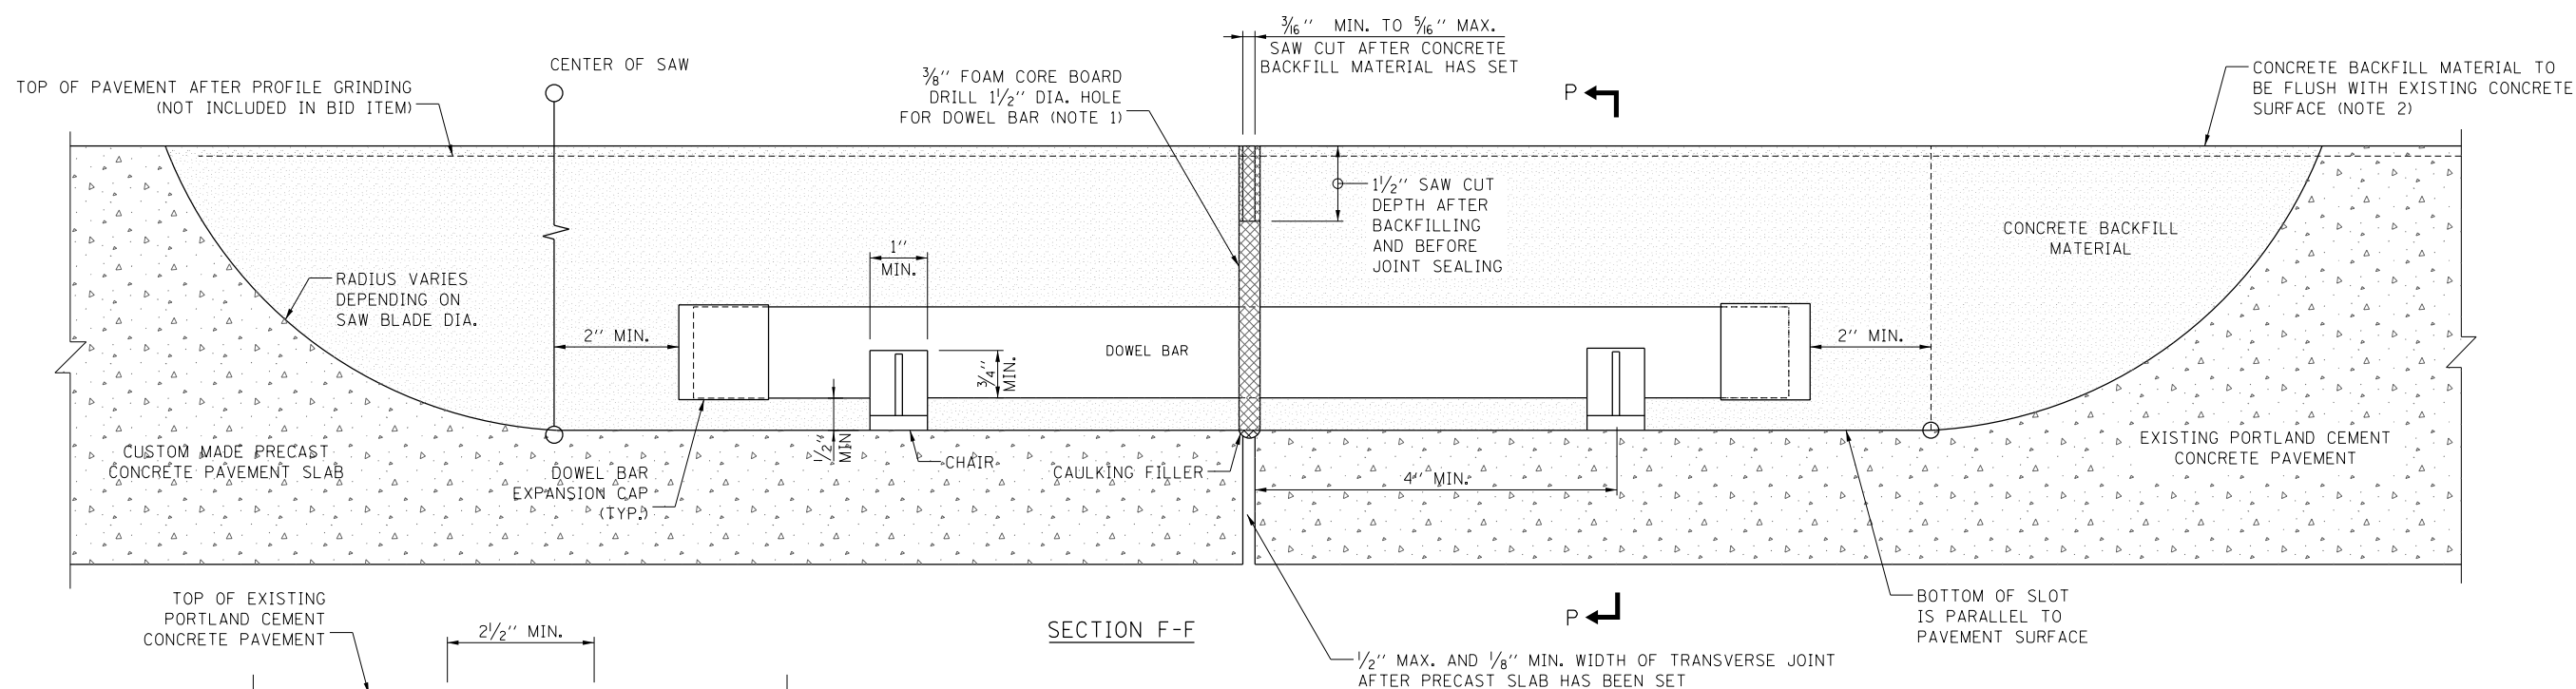 3/16" MIN. TO 5/16" MAX.
SAW CUT AFTER CONCRETE
BACKFILL MATERIAL HAS SET
CENTER OF SAW
TOP OF PAVEMENT AFTER PROFILE GRINDING
(NOT INCLUDED IN BID ITEM)
3/8" FOAM CORE BOARD
DRILL 1 1/2" DIA. HOLE
FOR DOWEL BAR (NOTE 1)
P
CONCRETE BACKFILL MATERIAL TO
BE FLUSH WITH EXISTING CONCRETE
SURFACE (NOTE 2)
1 1/2" SAW CUT
DEPTH AFTER
BACKFILLING
AND BEFORE
JOINT SEALING
CONCRETE BACKFILL
MATERIAL
RADIUS VARIES
DEPENDING ON
SAW BLADE DIA.
1"
MIN.
2" MIN.
DOWEL BAR
3/4"
MIN.
2" MIN.
1/2"
MIN
CUSTOM MADE PRECAST
CONCRETE PAVEMENT SLAB
DOWEL BAR
EXPANSION CAP
(TYP.)
CHAIR
CAULKING FILLER
4" MIN.
EXISTING PORTLAND CEMENT
CONCRETE PAVEMENT
TOP OF EXISTING
PORTLAND CEMENT
CONCRETE PAVEMENT
2 1/2" MIN.
SECTION F-F
P
BOTTOM OF SLOT
IS PARALLEL TO
PAVEMENT SURFACE
1/2" MAX. AND 1/8" MIN. WIDTH OF TRANSVERSE JOINT
AFTER PRECAST SLAB HAS BEEN SET